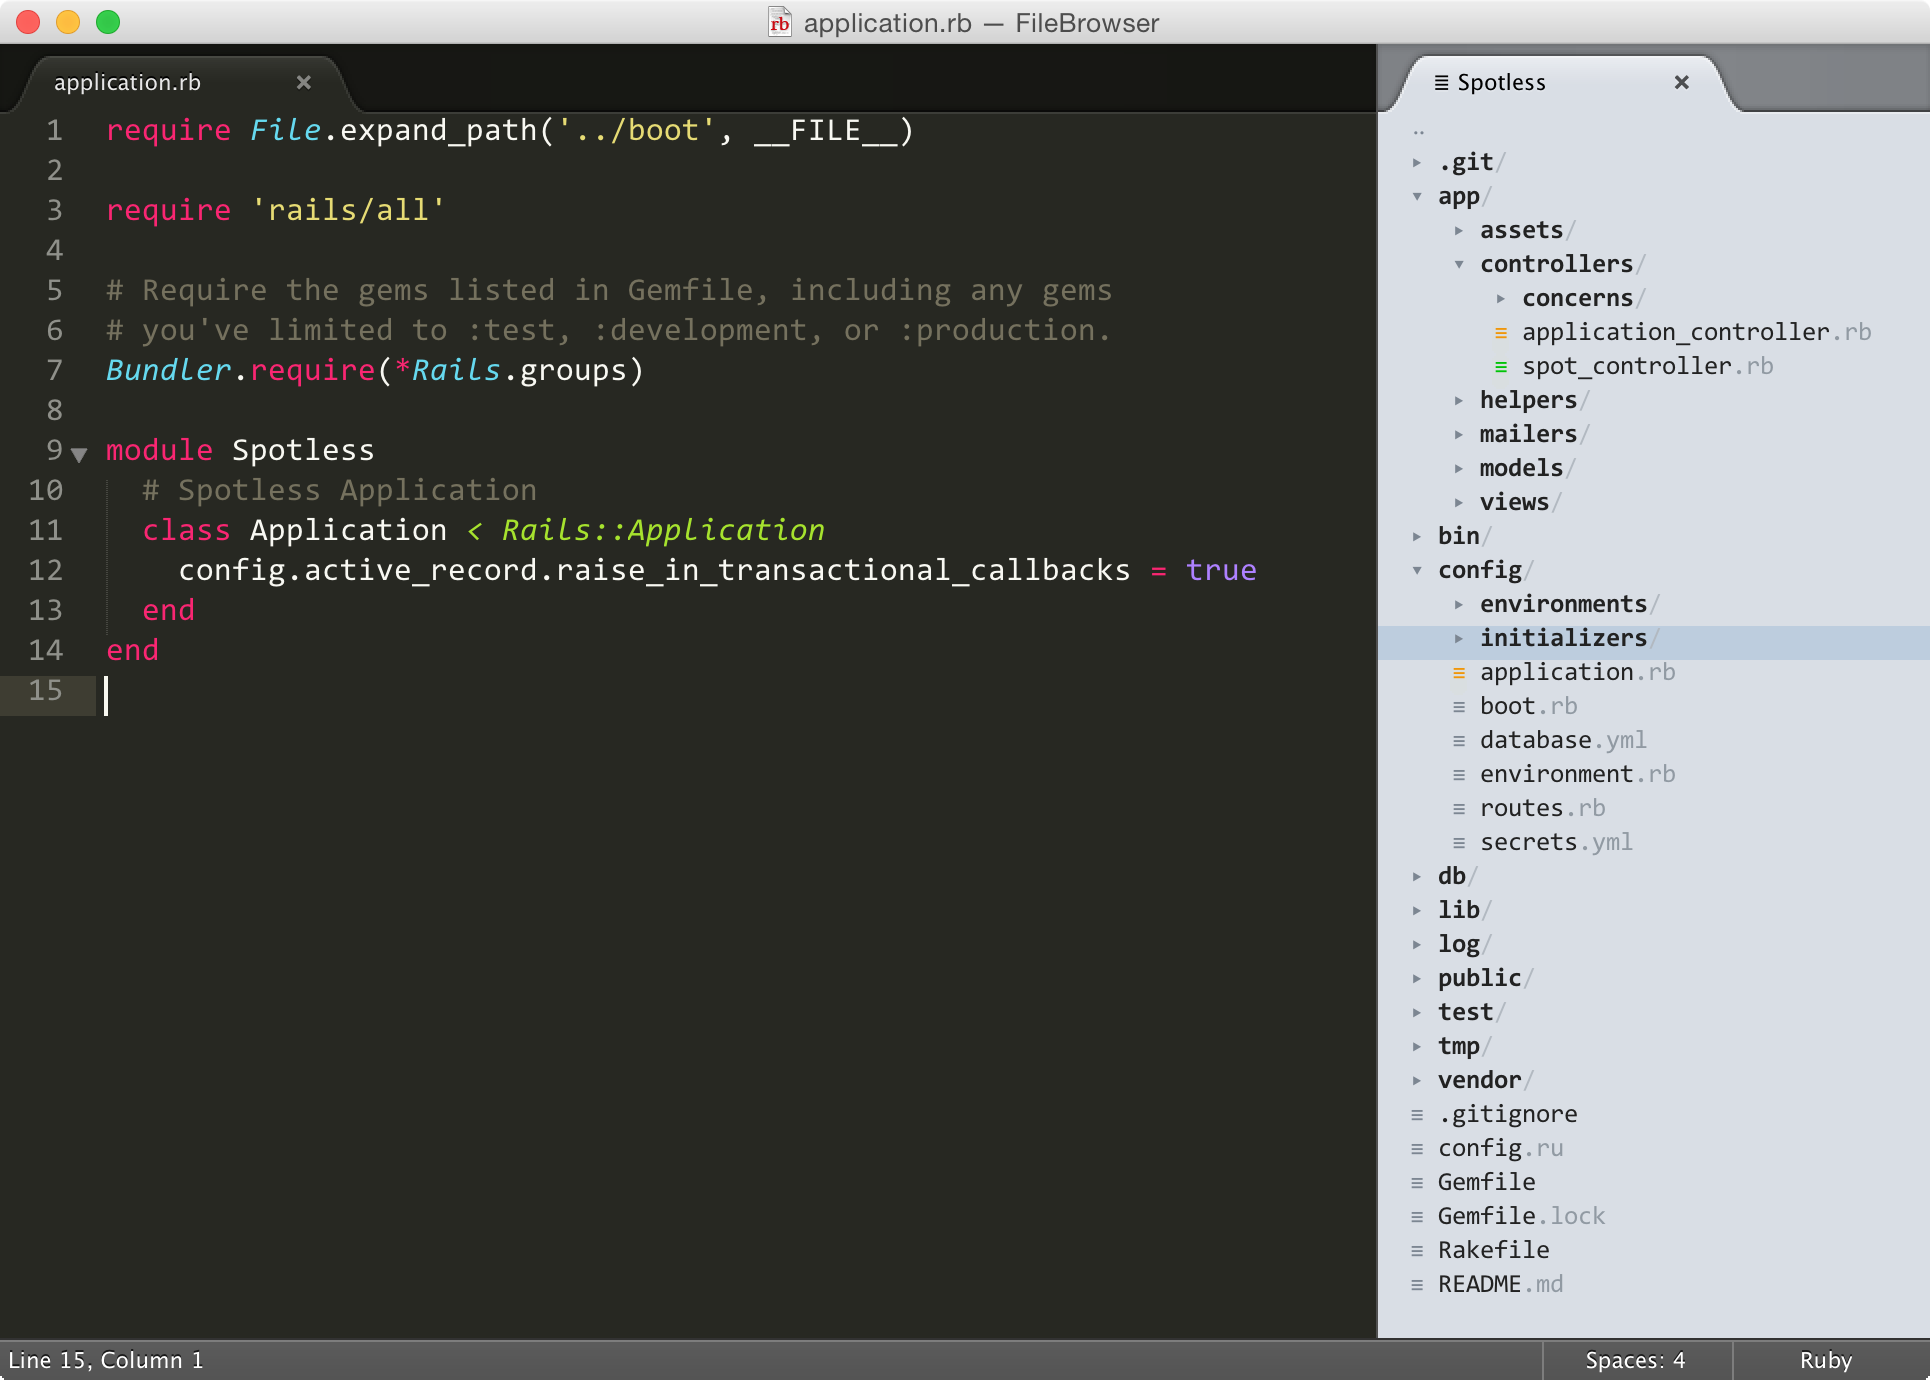 application.rb — FileBrowser
application.rb
1 require File.expand_path('../boot', __FILE__)
2
3 require 'rails/all'
4
5 # Require the gems listed in Gemfile, including any gems
6 # you've limited to :test, :development, or :production.
7 Bundler.require(*Rails.groups)
8
9 module Spotless
10   # Spotless Application
11   class Application < Rails::Application
12     config.active_record.raise_in_transactional_callbacks = true
13   end
14 end
15
Spotless
..
.git/
app/
assets/
controllers/
concerns/
application_controller.rb
spot_controller.rb
helpers/
mailers/
models/
views/
bin/
config/
environments/
initializers/
application.rb
boot.rb
database.yml
environment.rb
routes.rb
secrets.yml
db/
lib/
log/
public/
test/
tmp/
vendor/
.gitignore
config.ru
Gemfile
Gemfile.lock
Rakefile
README.md
Line 15, Column 1
Spaces: 4
Ruby